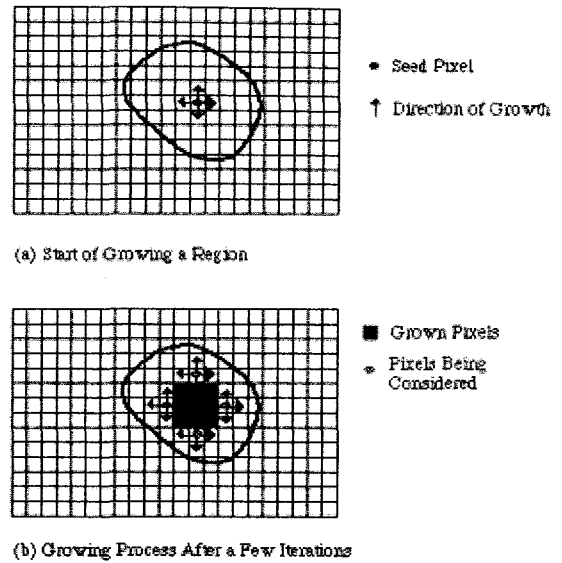 Seed Pixel
Direction of Growth
(a) Start of Growing a Region
Grown Pixels
Pixels Being
Considered
(b) Growing Process After a Few Iterations